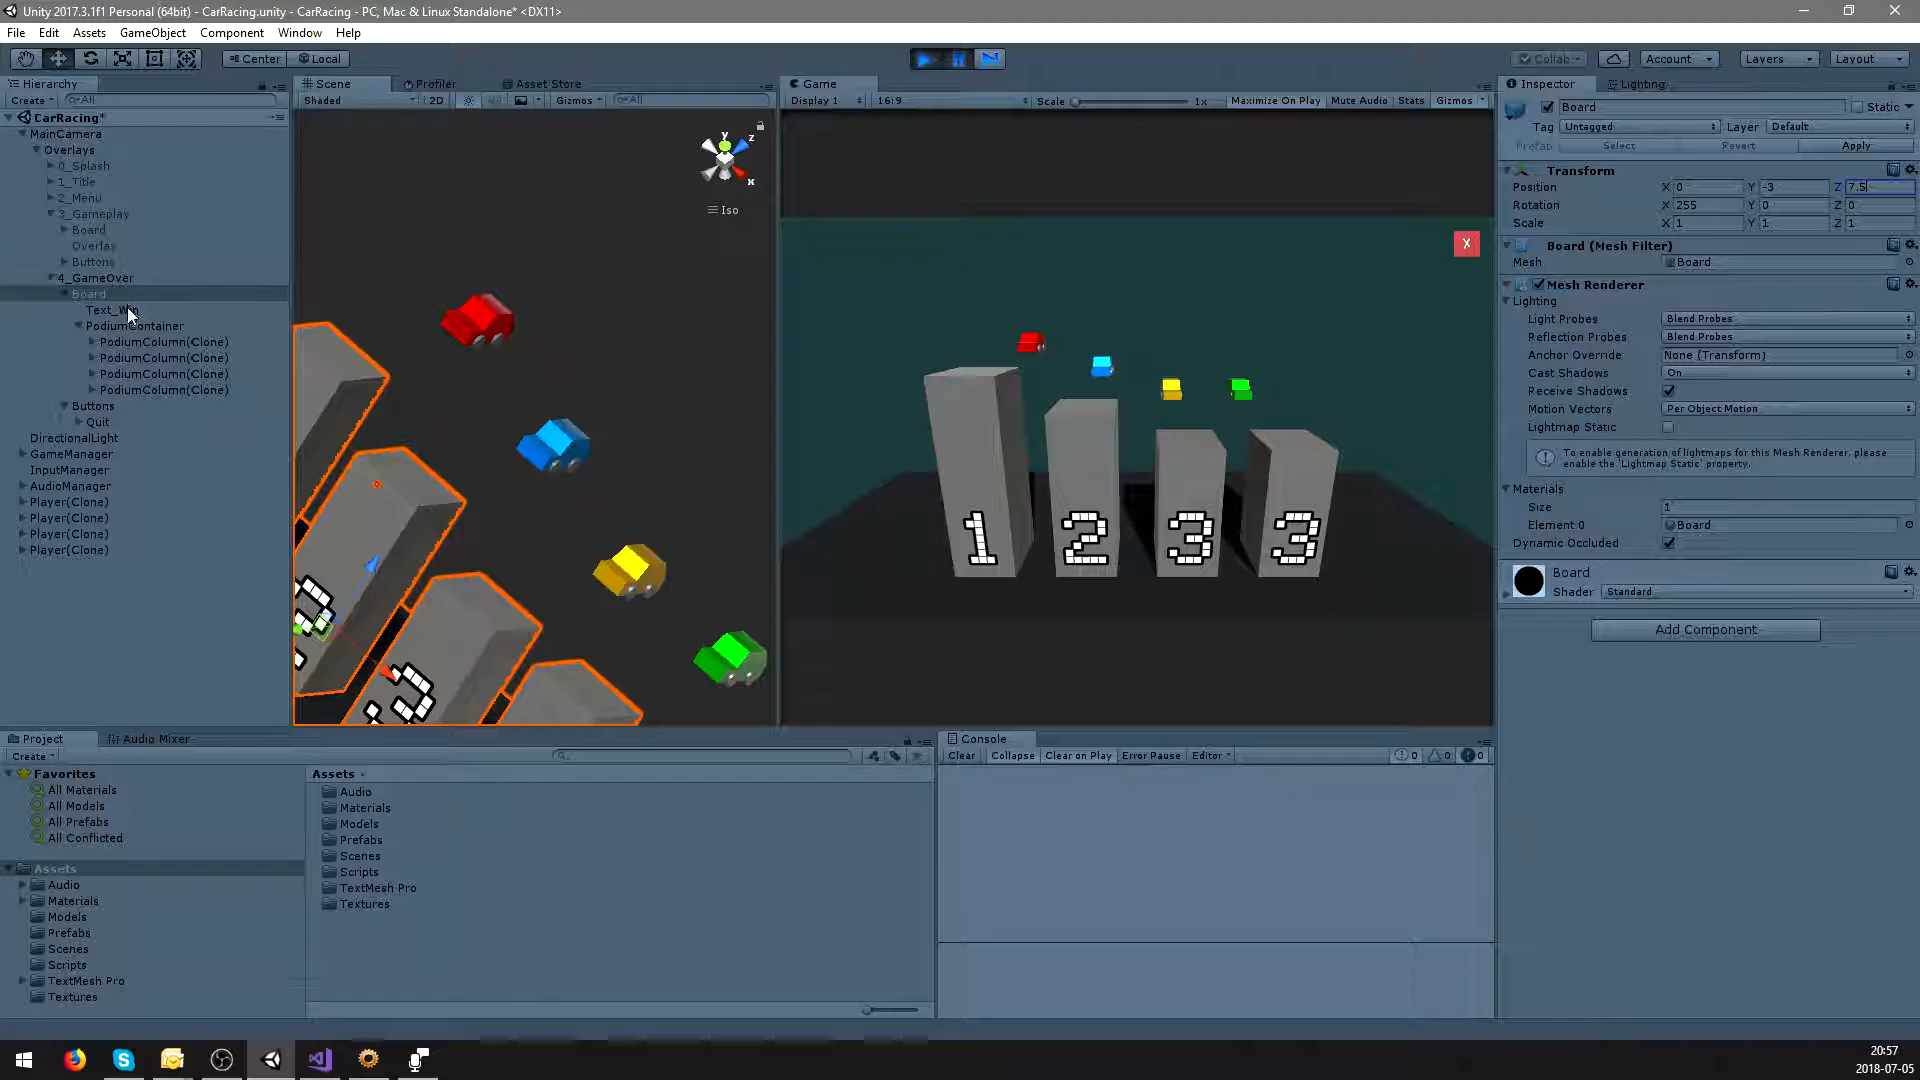 Unity 2017.3.1f1 Personal (64bit) - CarRacing.unity - CarRacing - PC, Mac & Linux Standalone* <DX11>
File Edit Assets GameObject Component Window Help
Center Local Collab Account Layers Layout
Hierarchy
Create All
CarRacing*
MainCamera
Overlays
0_Splash
1_Title
2_Menu
3_Gameplay
Board
Overlay
Buttons
4_GameOver
Board
Text_Win
PodiumContainer
PodiumColumn(Clone)
PodiumColumn(Clone)
PodiumColumn(Clone)
PodiumColumn(Clone)
Buttons
Quit
DirectionalLight
GameManager
InputManager
AudioManager
Player(Clone)
Player(Clone)
Player(Clone)
Player(Clone)
Scene Profiler Asset Store
Shaded 2D Gizmos All
y z x
Iso
2
Game
Display 1 16:9 Scale 1x Maximize On Play Mute Audio Stats Gizmos
X
1 2 3 3
Inspector Lighting
Board Static
Tag Untagged Layer Default
Prefab Select Revert Apply
Transform
Position X 0 Y -3 Z 7.5
Rotation X 255 Y 0 Z 0
Scale X 1 Y 1 Z 1
Board (Mesh Filter)
Mesh Board
Mesh Renderer
Lighting
Light Probes Blend Probes
Reflection Probes Blend Probes
Anchor Override None (Transform)
Cast Shadows On
Receive Shadows
Motion Vectors Per Object Motion
Lightmap Static
To enable generation of lightmaps for this Mesh Renderer, please
enable the 'Lightmap Static' property.
Materials
Size 1
Element 0 Board
Dynamic Occluded
Board
Shader Standard
Add Component
Project Audio Mixer
Create
Favorites
All Materials
All Models
All Prefabs
All Conflicted
Assets
Audio
Materials
Models
Prefabs
Scenes
Scripts
TextMesh Pro
Textures
Assets
Audio
Materials
Models
Prefabs
Scenes
Scripts
TextMesh Pro
Textures
Console
Clear Collapse Clear on Play Error Pause Editor 0 0 0
20:57
2018-07-05